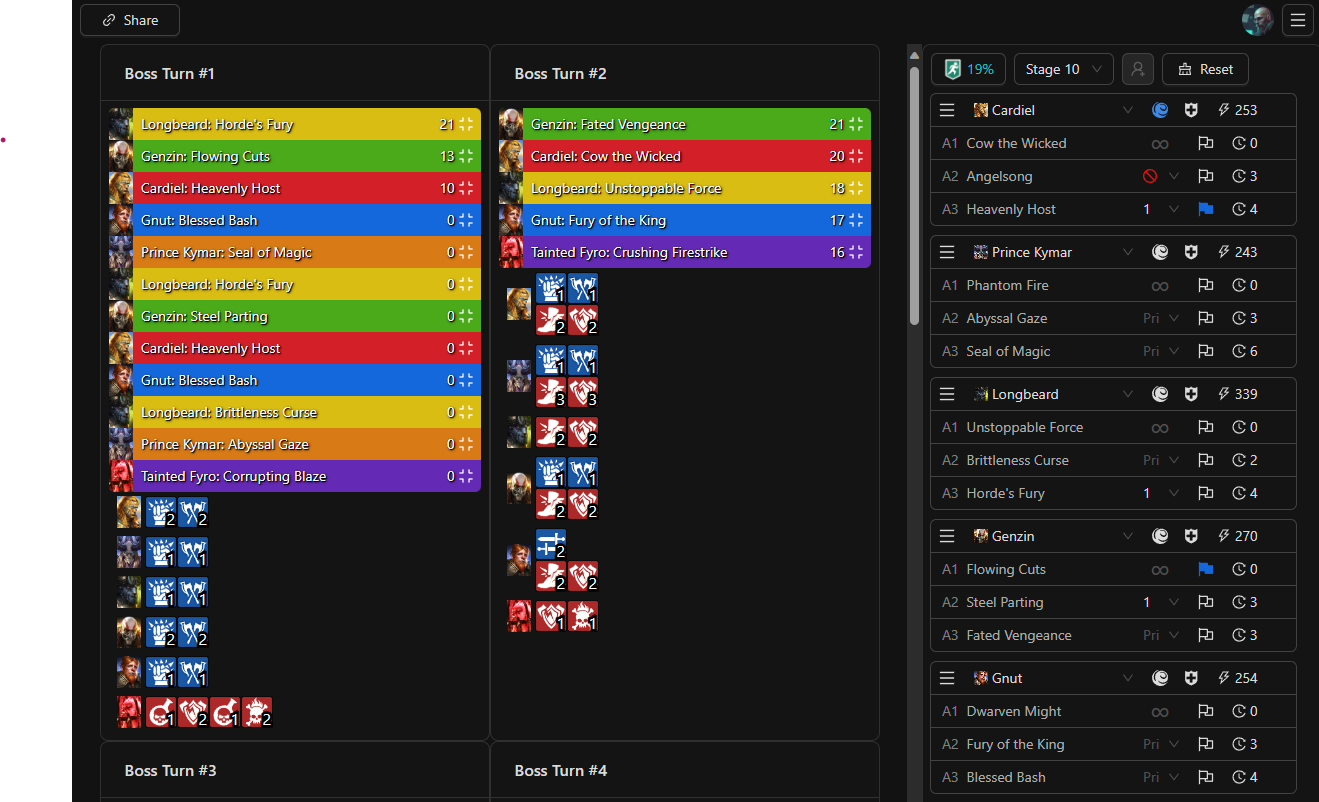 Share
Boss Turn #1
Longbeard: Horde's Fury 21
Genzin: Flowing Cuts 13
Cardiel: Heavenly Host 10
Gnut: Blessed Bash 0
Prince Kymar: Seal of Magic 0
Longbeard: Horde's Fury 0
Genzin: Steel Parting 0
Cardiel: Heavenly Host 0
Gnut: Blessed Bash 0
Longbeard: Brittleness Curse 0
Prince Kymar: Abyssal Gaze 0
Tainted Fyro: Corrupting Blaze 0
2 2
1 1
1 1
2 2
1 1
1 2 1 2
Boss Turn #2
Genzin: Fated Vengeance 21
Cardiel: Cow the Wicked 20
Longbeard: Unstoppable Force 18
Gnut: Fury of the King 17
Tainted Fyro: Crushing Firestrike 16
1 1
2 2
1 1
3 3
2 2
1 1
2 2
2
2 2
1 1
Boss Turn #3
Boss Turn #4
19% Stage 10 Reset
Cardiel 253
A1 Cow the Wicked 0
A2 Angelsong 3
A3 Heavenly Host 1 4
Prince Kymar 243
A1 Phantom Fire ∞ 0
A2 Abyssal Gaze Pri 3
A3 Seal of Magic Pri 6
Longbeard 339
A1 Unstoppable Force ∞ 0
A2 Brittleness Curse Pri 2
A3 Horde's Fury 1 4
Genzin 270
A1 Flowing Cuts ∞ 0
A2 Steel Parting 1 3
A3 Fated Vengeance Pri 3
Gnut 254
A1 Dwarven Might ∞ 0
A2 Fury of the King Pri 3
A3 Blessed Bash Pri 4